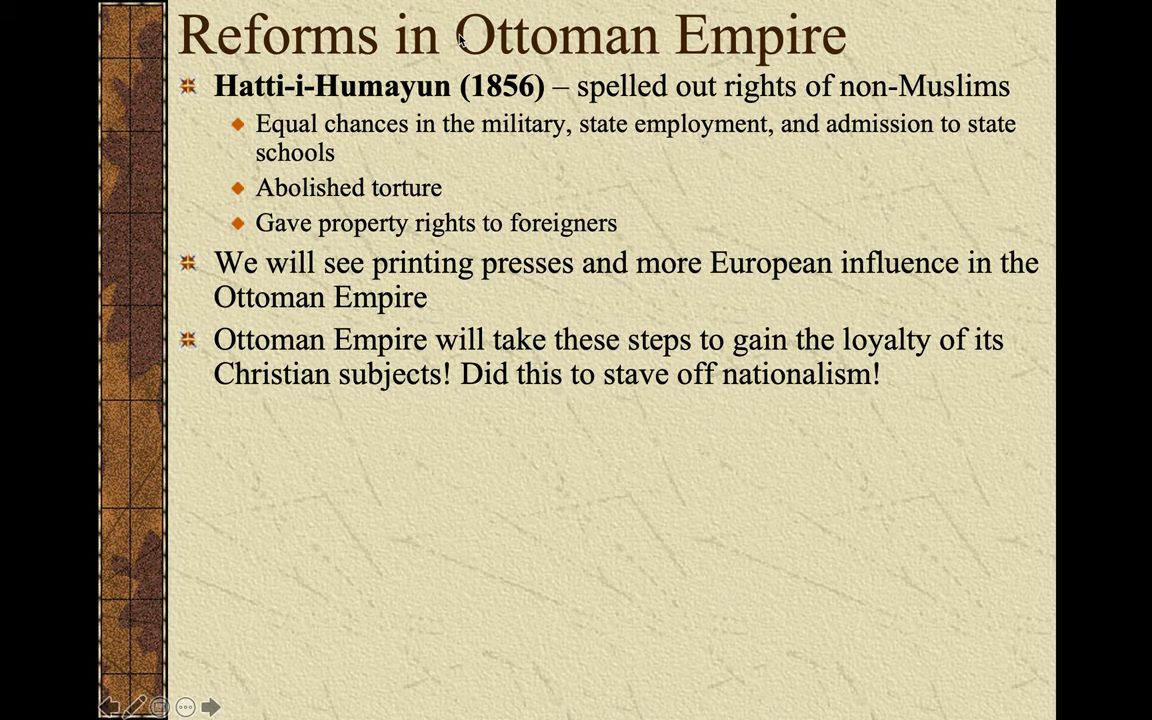 Reforms in Ottoman Empire
Hatti-i-Humayun (1856) – spelled out rights of non-Muslims
Equal chances in the military, state employment, and admission to state
schools
Abolished torture
Gave property rights to foreigners
We will see printing presses and more European influence in the
Ottoman Empire
Ottoman Empire will take these steps to gain the loyalty of its
Christian subjects! Did this to stave off nationalism!